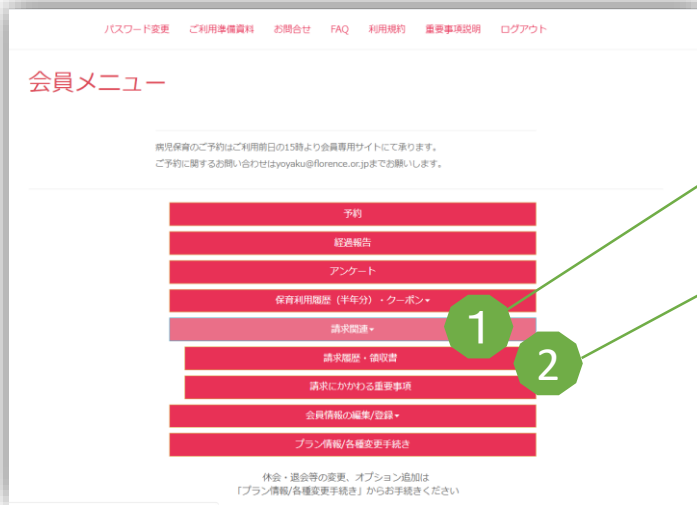 パスワード変更 ご利用準備資料 お問合せ FAQ 利用規約 重要事項説明 ログアウト
会員メニュー
病児保育のご予約はご利用前日の15時より会員専用サイトにて承ります。
ご予約に関するお問い合わせはyoyaku@florence.or.jpまでお願いします。
予約
経過報告
アンケート
保育利用履歴（半年分）・クーポン▾
請求関連▾
1
請求履歴・領収書
2
請求にかかわる重要事項
会員情報の編集/登録▾
プラン情報/各種変更手続き
休会・退会等の変更、オプション追加は
「プラン情報/各種変更手続き」からお手続きください